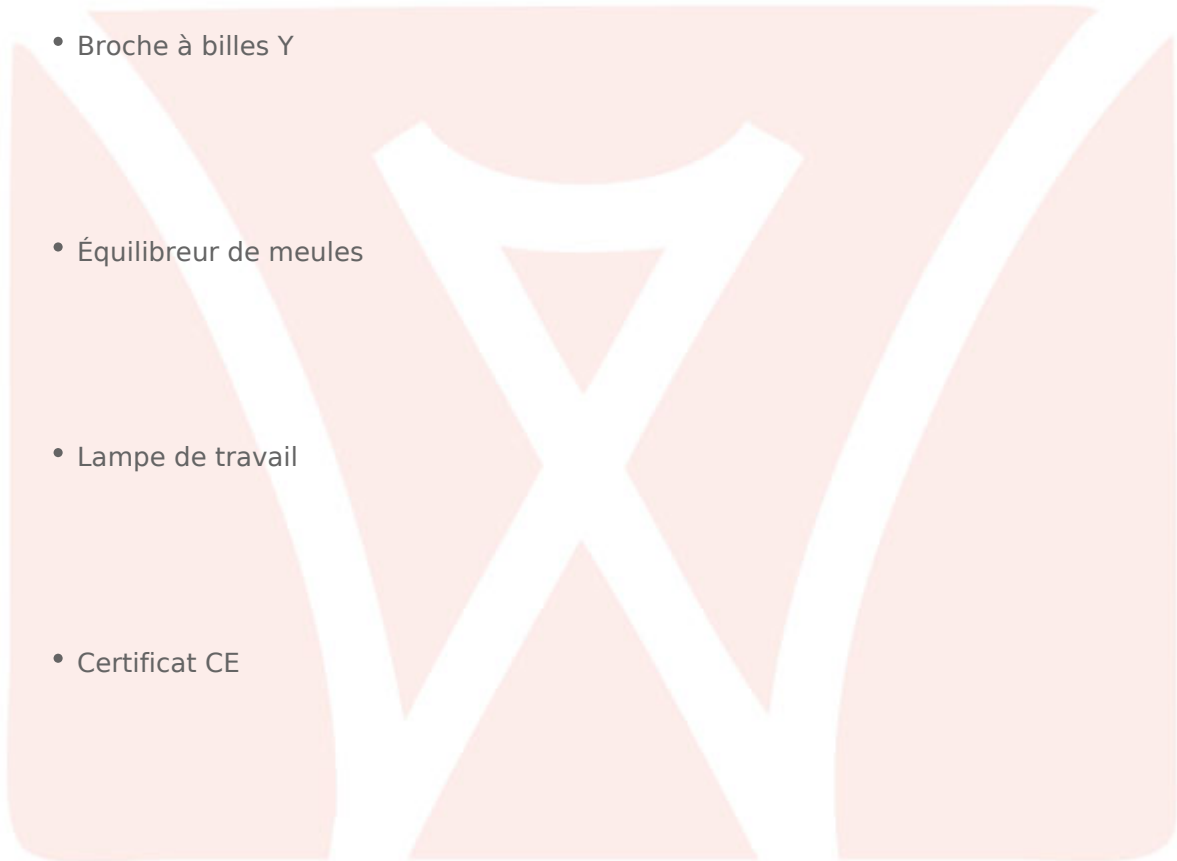 • Broche à billes Y
• Équilibreur de meules
• Lampe de travail
• Certificat CE